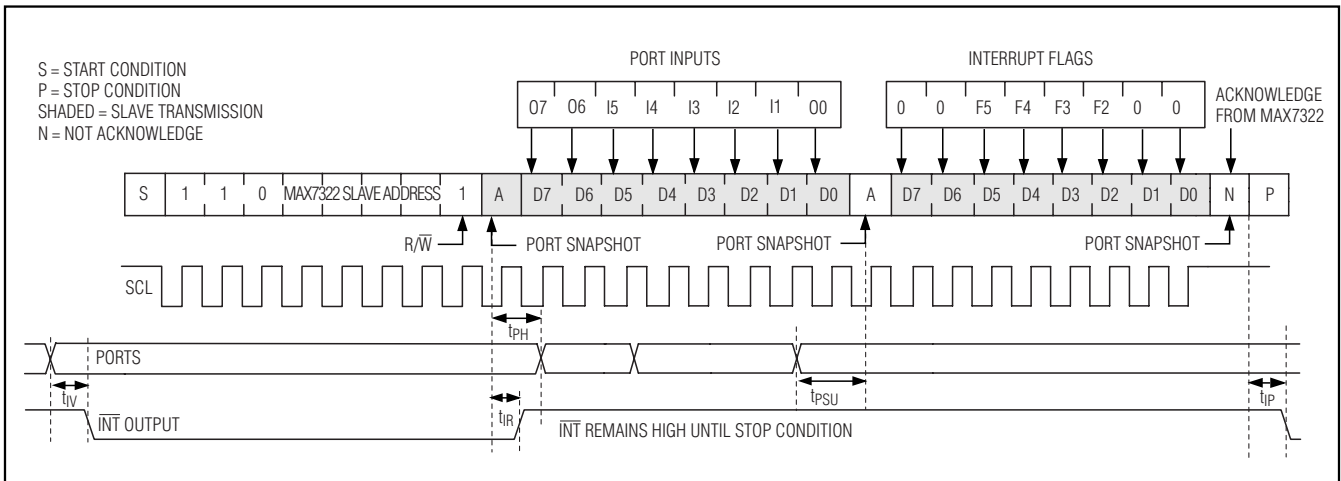 S = START CONDITION
P = STOP CONDITION
SHADED = SLAVE TRANSMISSION
N = NOT ACKNOWLEDGE
PORT INPUTS
INTERRUPT FLAGS
O7 O6 I5 I4 I3 I2 I1 O0
0 0 F5 F4 F3 F2 0 0
ACKNOWLEDGE
FROM MAX7322
S 1 1 0 MAX7322 SLAVE ADDRESS 1 A D7 D6 D5 D4 D3 D2 D1 D0 A D7 D6 D5 D4 D3 D2 D1 D0 N P
R/W̅ PORT SNAPSHOT PORT SNAPSHOT PORT SNAPSHOT
SCL
tPH
PORTS
tIV tIR tPSU tIP
I̅N̅T̅ OUTPUT
I̅N̅T̅ REMAINS HIGH UNTIL STOP CONDITION